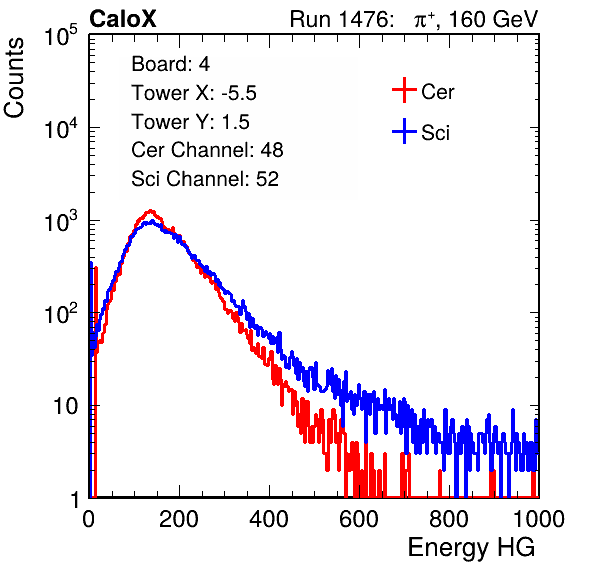 CaloX Run 1476: π⁺, 160 GeV
Counts
10⁵
10⁴
10³
10²
10
1
Board: 4
Tower X: -5.5
Tower Y: 1.5
Cer Channel: 48
Sci Channel: 52
Cer
Sci
0 200 400 600 800 1000
Energy HG